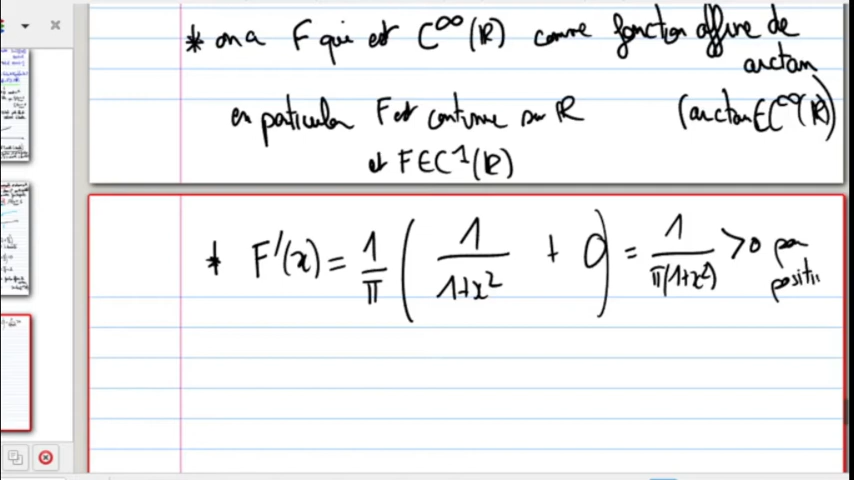 * on a F qui est C^∞(ℝ) comme fonction affine de
arctan
en particulier F est continue sur ℝ (arctan ∈ C^∞(ℝ))
et F ∈ C^1(ℝ)
* F'(x) = 1/π ( 1/(1+x²) + 0 ) = 1/(π(1+x²)) > 0 par
positi